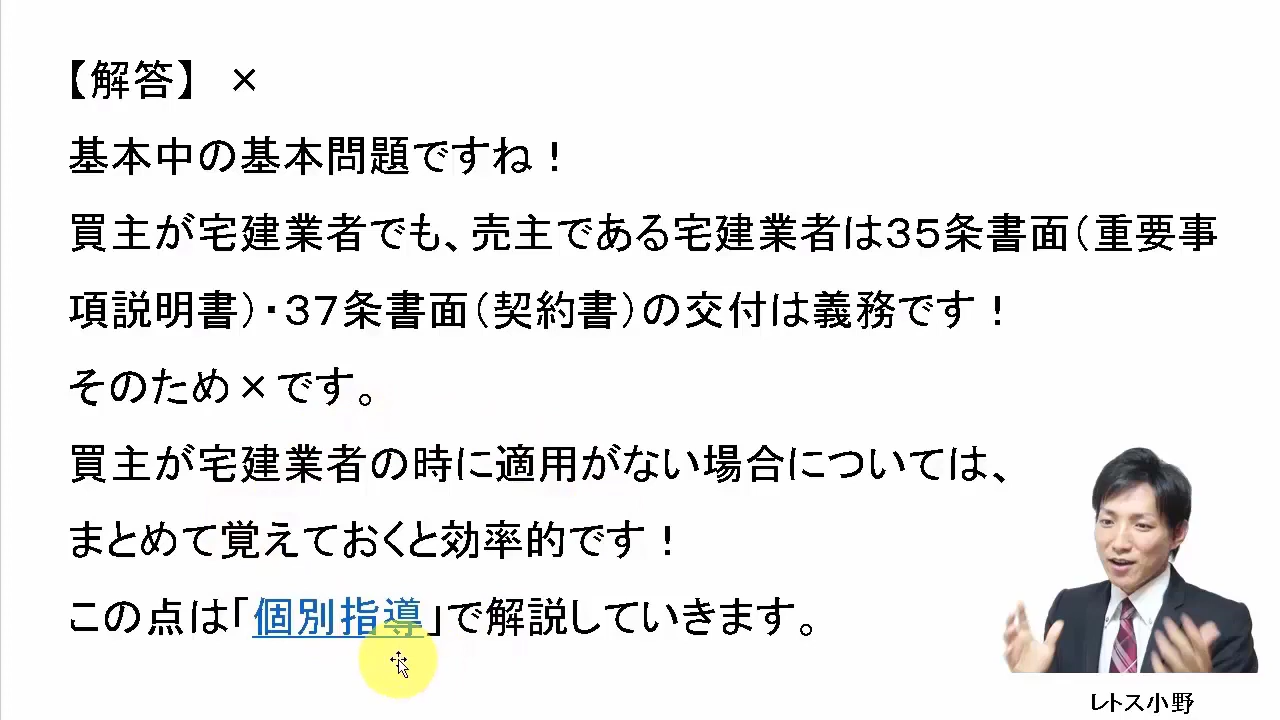 【解答】 ×
基本中の基本問題ですね！
買主が宅建業者でも、売主である宅建業者は３５条書面（重要事
項説明書）・３７条書面（契約書）の交付は義務です！
そのため×です。
買主が宅建業者の時に適用がない場合については、
まとめて覚えておくと効率的です！
この点は「個別指導」で解説していきます。
レトス小野